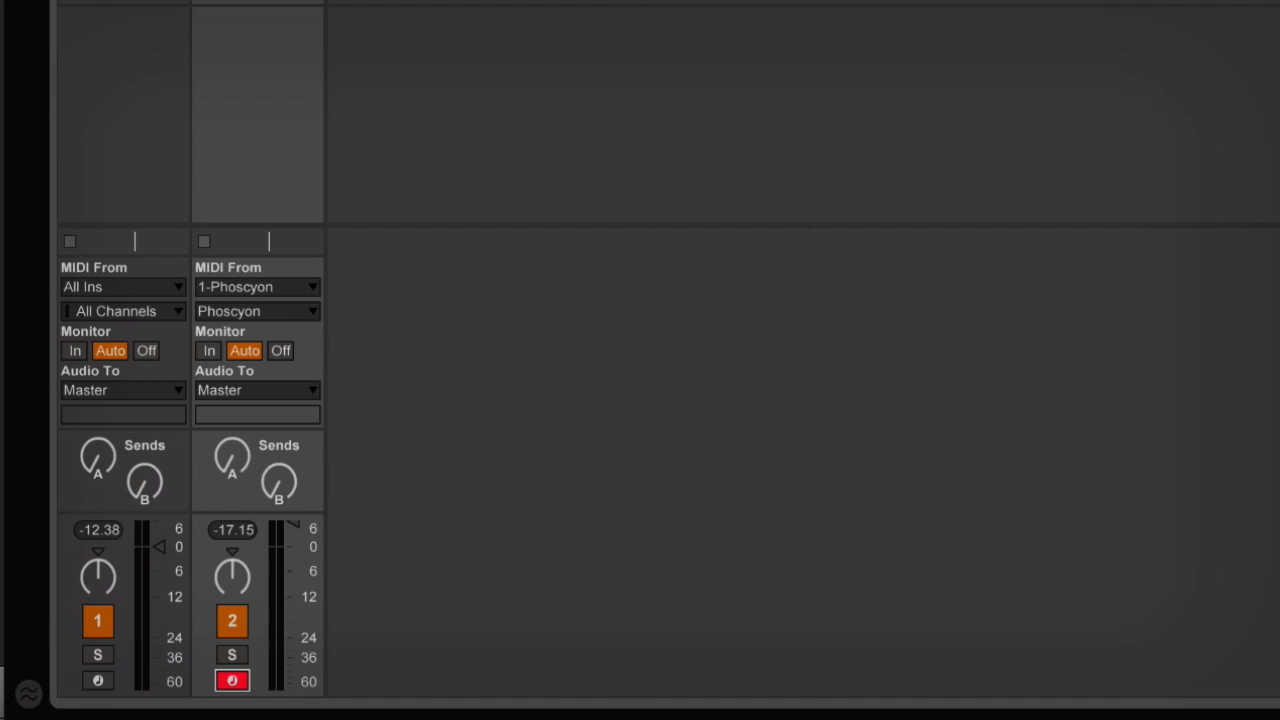 MIDI From
All Ins
All Channels
Monitor
In Auto Off
Audio To
Master
Sends
A
B
-12.38
6
0
6
12
1
24
S
36
60
MIDI From
1-Phoscyon
Phoscyon
Monitor
In Auto Off
Audio To
Master
Sends
A
B
-17.15
6
0
6
12
2
24
S
36
60